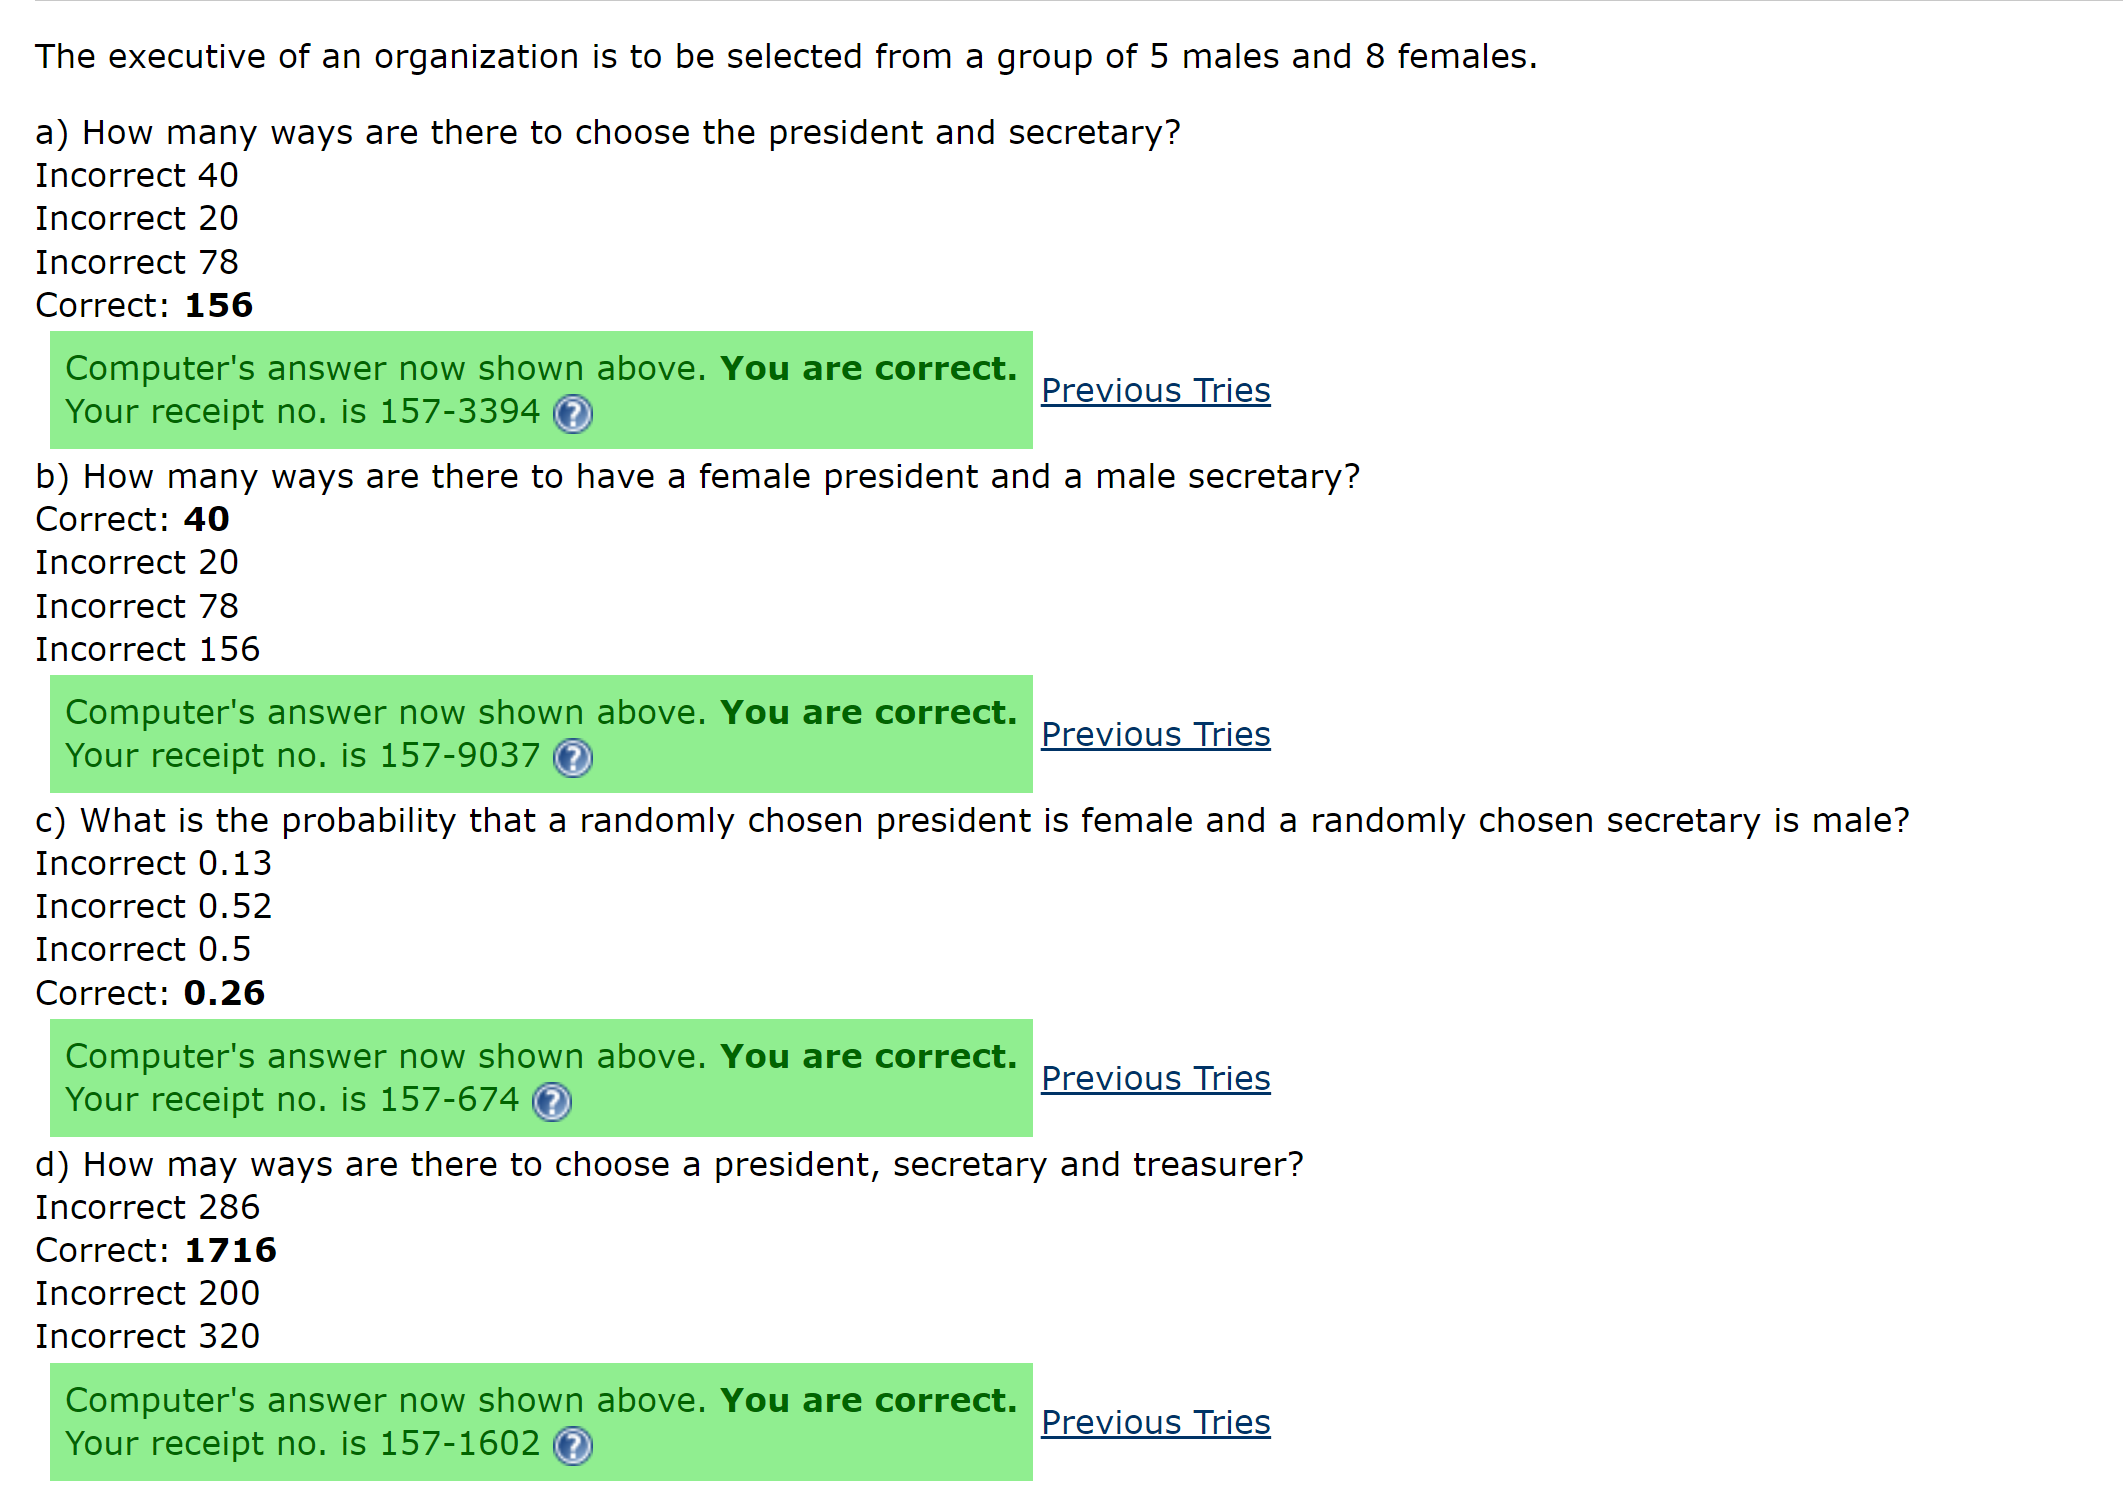 The executive of an organization is to be selected from a group of 5 males and 8 females.
a) How many ways are there to choose the president and secretary?
Incorrect 40
Incorrect 20
Incorrect 78
Correct: 156
Computer's answer now shown above. You are correct.
Your receipt no. is 157-3394 ?
Previous Tries
b) How many ways are there to have a female president and a male secretary?
Correct: 40
Incorrect 20
Incorrect 78
Incorrect 156
Computer's answer now shown above. You are correct.
Your receipt no. is 157-9037 ?
Previous Tries
c) What is the probability that a randomly chosen president is female and a randomly chosen secretary is male?
Incorrect 0.13
Incorrect 0.52
Incorrect 0.5
Correct: 0.26
Computer's answer now shown above. You are correct.
Your receipt no. is 157-674 ?
Previous Tries
d) How may ways are there to choose a president, secretary and treasurer?
Incorrect 286
Correct: 1716
Incorrect 200
Incorrect 320
Computer's answer now shown above. You are correct.
Your receipt no. is 157-1602 ?
Previous Tries